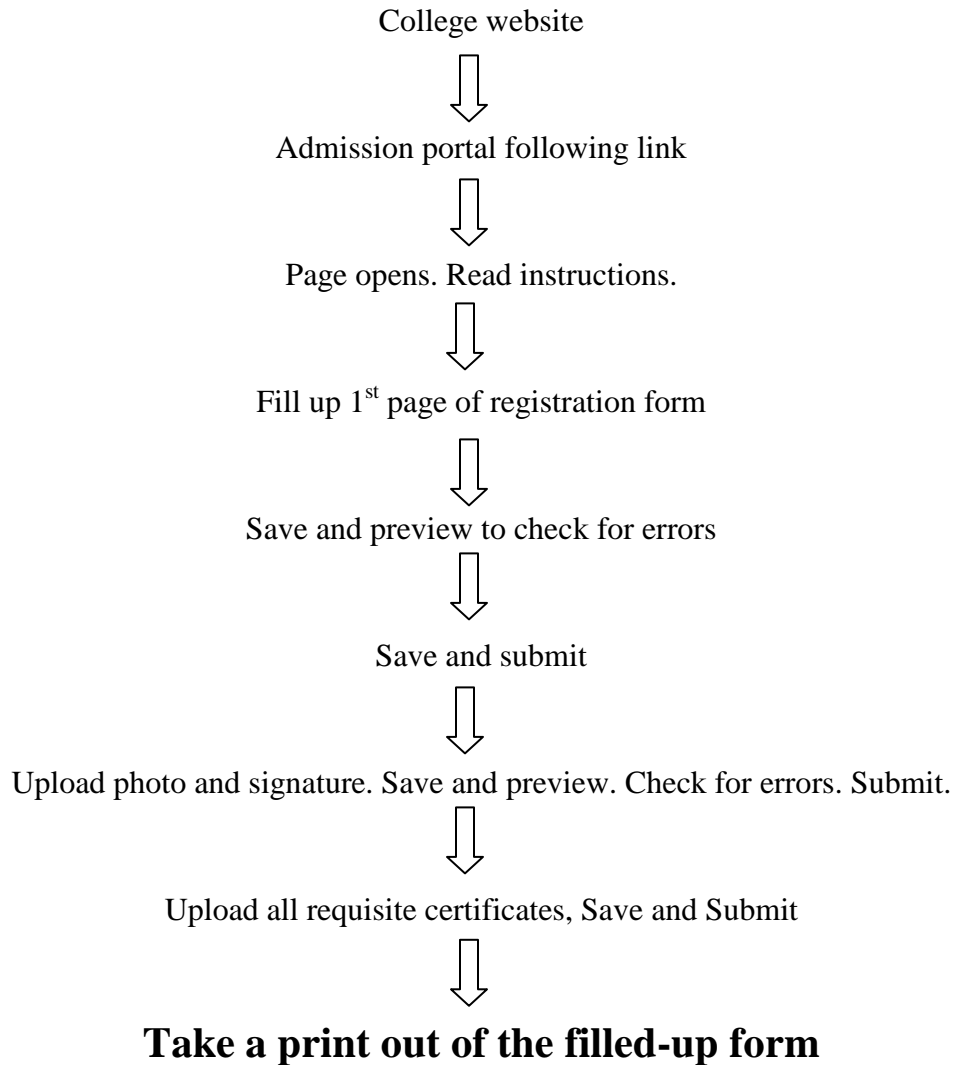 College website
Admission portal following link
Page opens. Read instructions.
Fill up 1st page of registration form
Save and preview to check for errors
Save and submit
Upload photo and signature. Save and preview. Check for errors. Submit.
Upload all requisite certificates, Save and Submit
Take a print out of the filled-up form